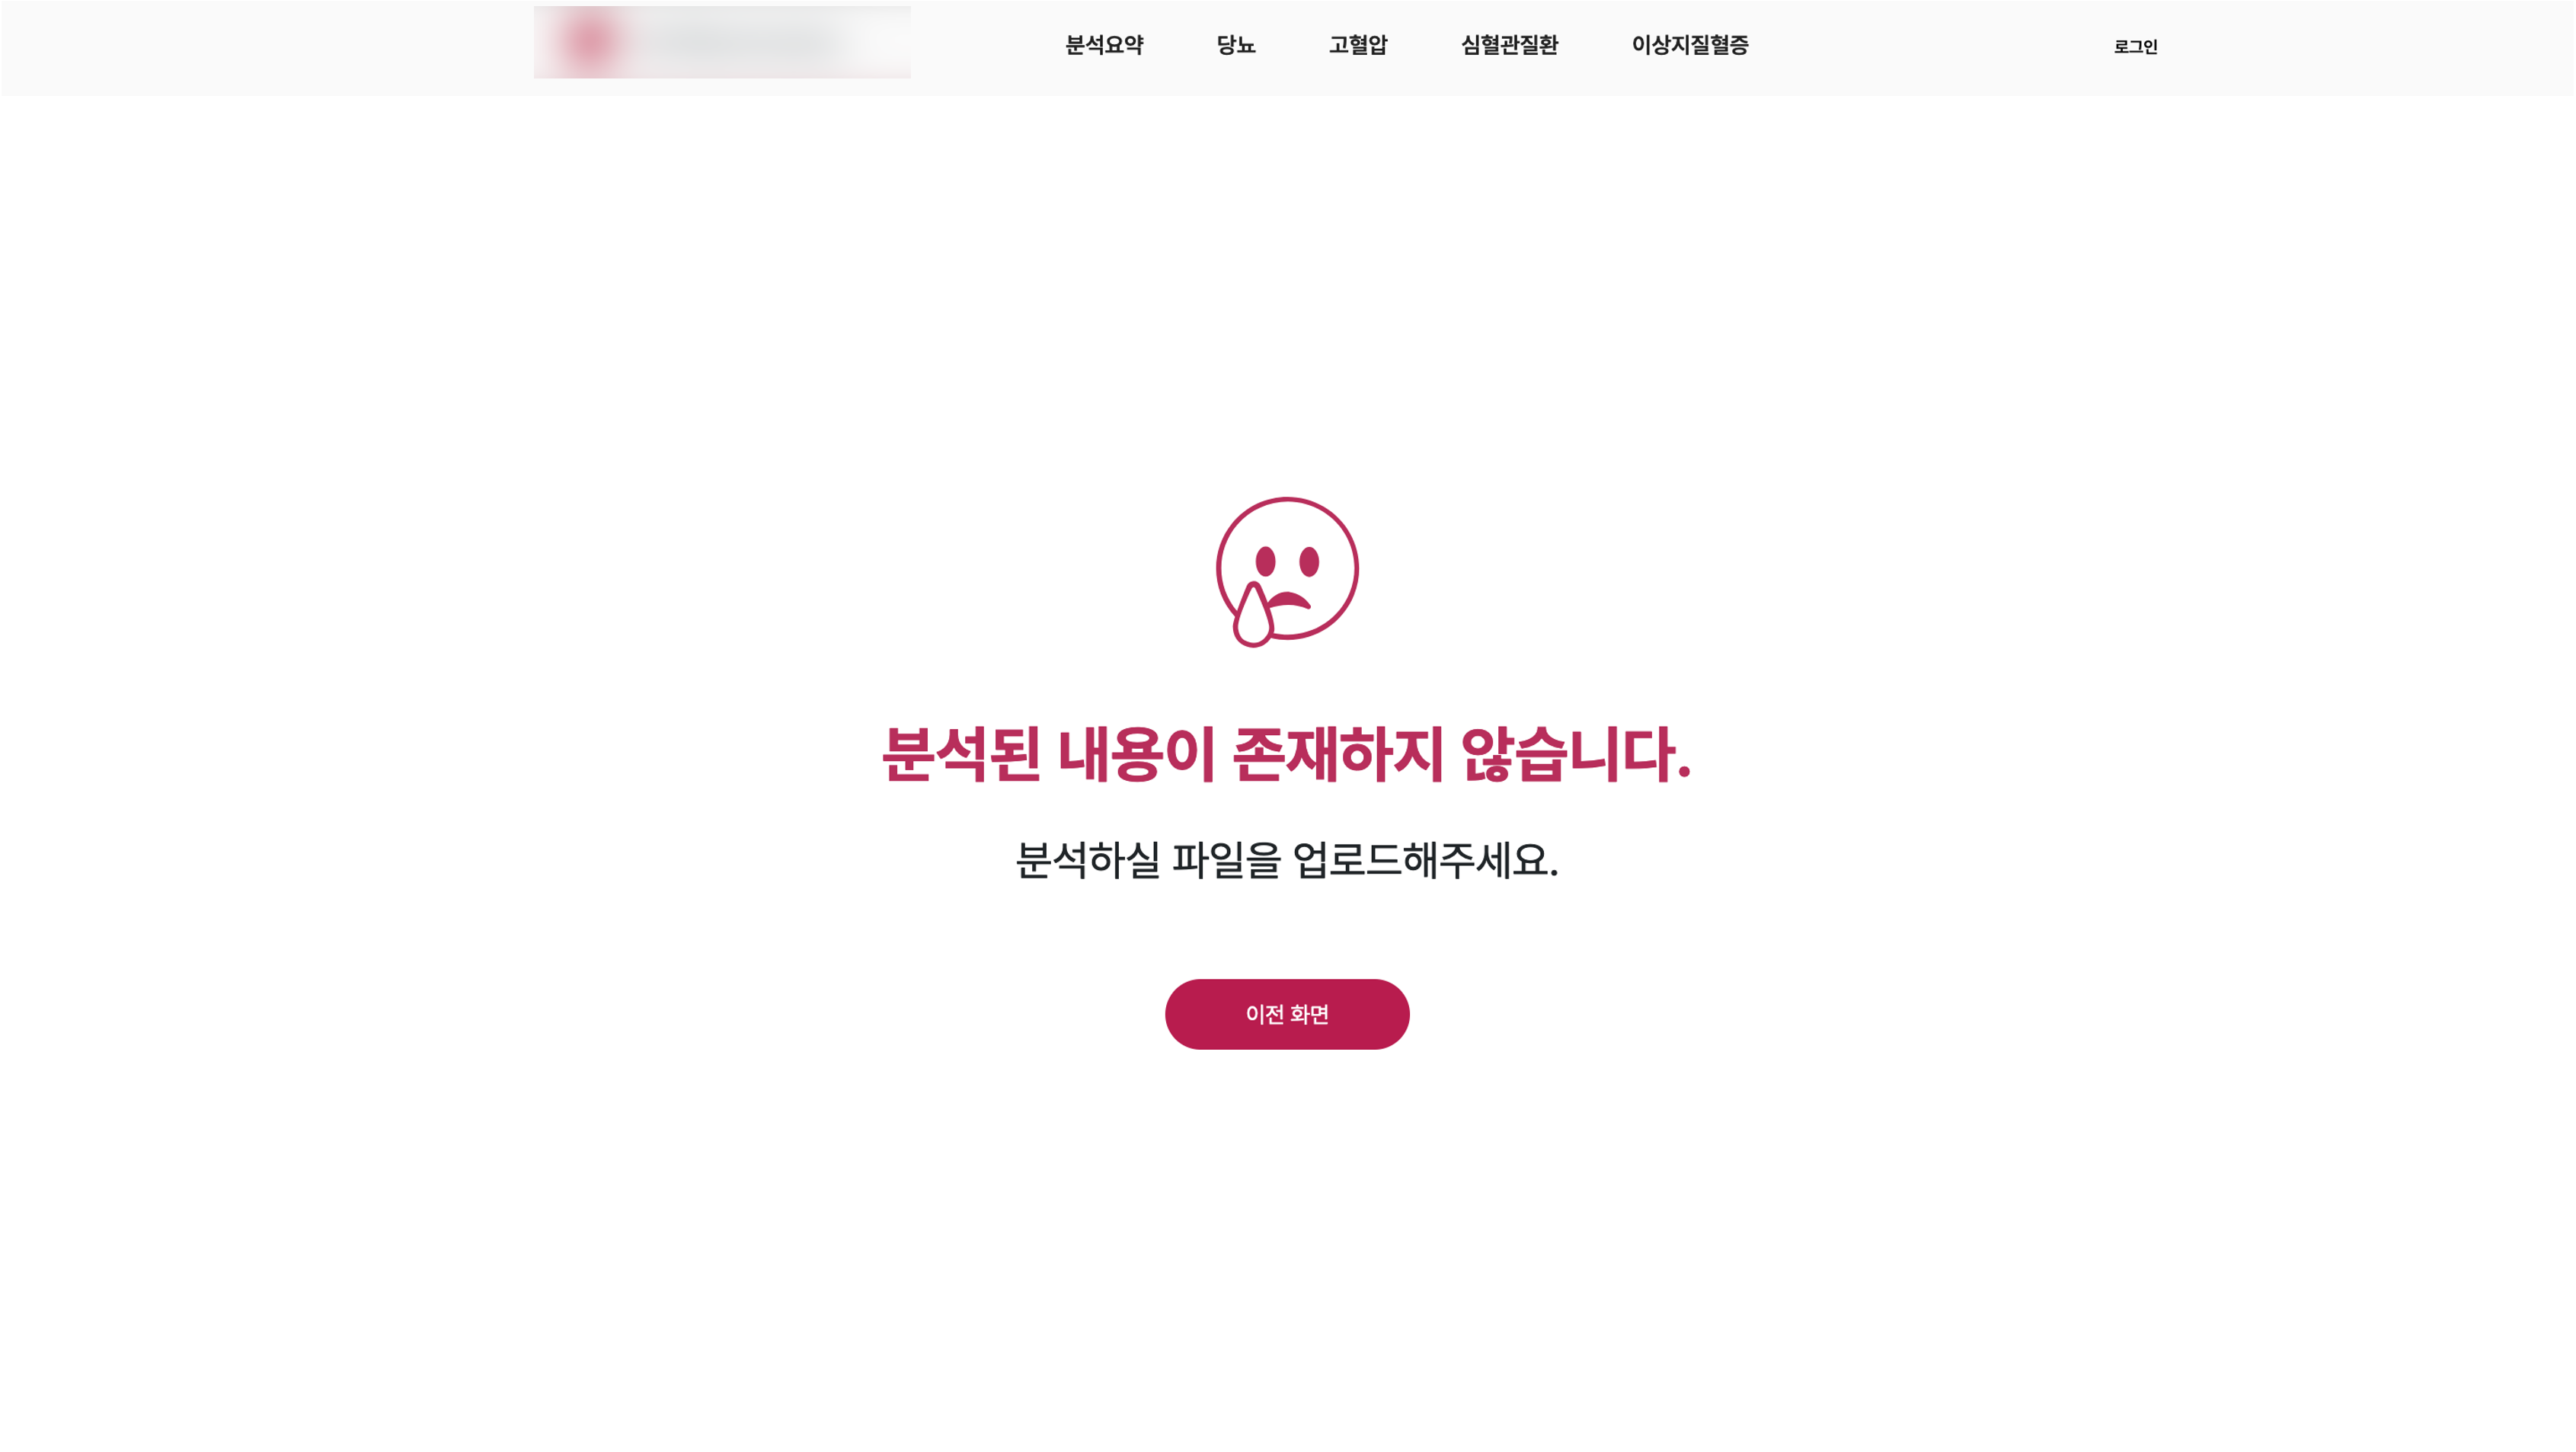 분석요약 당뇨 고혈압 심혈관질환 이상지질혈증 로그인
분석된 내용이 존재하지 않습니다.
분석하실 파일을 업로드해주세요.
이전 화면